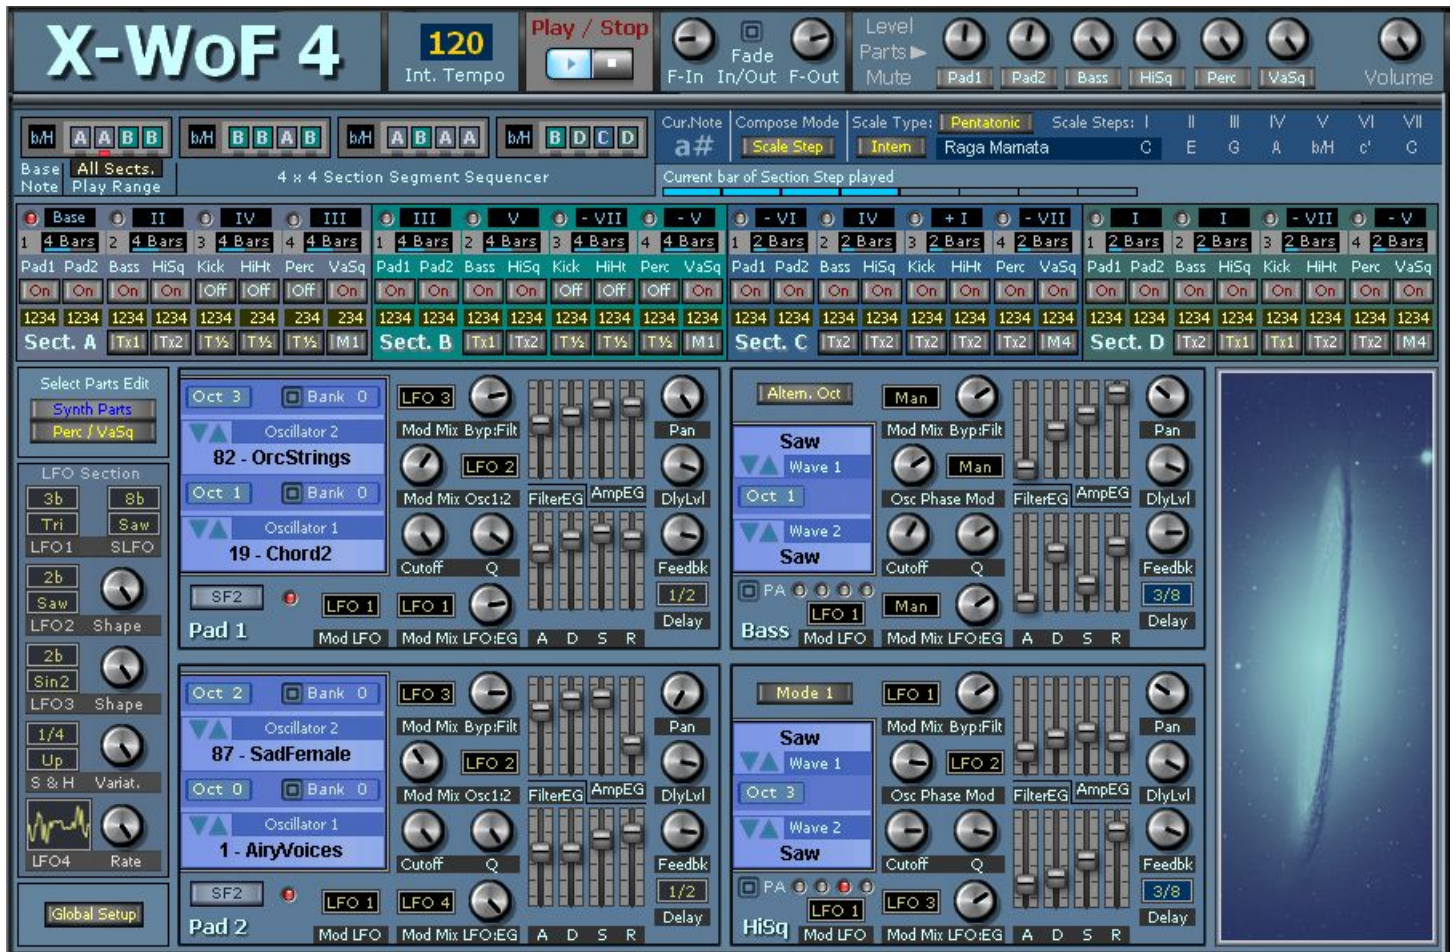 X-WoF 4
120
Int. Tempo
Play / Stop
F-In
Fade
In/Out
F-Out
Level
Parts
Mute
Pad1 Pad2 Bass HiSq Perc VaSq
Volume
b/H A A B B b/H B B A B b/H A B A A b/H B D C D
Base
Note
All Sects.
Play Range
4 x 4 Section Segment Sequencer
Cur.Note
a#
Compose Mode
Scale Step
Scale Type: Pentatonic Scale Steps: I II III IV V VI VII
Intern Raga Mamata C E G A b/H c' C
Current bar of Section Step played
Base II IV III III V - VII - V - VI IV + I - VII I I - VII - V
1 4 Bars 2 4 Bars 3 4 Bars 4 4 Bars 1 4 Bars 2 4 Bars 3 4 Bars 4 4 Bars 1 2 Bars 2 2 Bars 3 2 Bars 4 2 Bars 1 2 Bars 2 2 Bars 3 2 Bars 4 2 Bars
Pad1 Pad2 Bass HiSq Kick HiHt Perc VaSq Pad1 Pad2 Bass HiSq Kick HiHt Perc VaSq Pad1 Pad2 Bass HiSq Kick HiHt Perc VaSq Pad1 Pad2 Bass HiSq Kick HiHt Perc VaSq
On On On On Off Off Off On On On On On Off Off Off On On On On On On On On On On On On On On On On On
1234 1234 1234 1234 1234 234 234 234 1234 1234 1234 1234 1234 1234 1234 1234 1234 1234 1234 1234 1234 1234 1234 1234 1234 1234 1234 1234 1234 1234 1234 1234
Sect. A Tx1 Tx2 T½ T½ T½ M1 Sect. B Tx1 Tx2 T½ T½ T½ M1 Sect. C Tx2 Tx2 Tx2 Tx2 Tx2 M4 Sect. D Tx2 Tx1 Tx1 Tx2 Tx2 M4
Select Parts Edit
Synth Parts
Perc / VaSq
LFO Section
3b 8b
Tri Saw
LFO1 SLFO
2b
Saw
LFO2 Shape
2b
Sin2
LFO3 Shape
1/4
Up
S & H Variat.
LFO4 Rate
Global Setup
Oct 3 Bank 0
Oscillator 2
82 - OrcStrings
Oct 1 Bank 0
Oscillator 1
19 - Chord2
SF2
Pad 1
LFO 1
Mod LFO
LFO 3
Mod Mix Byp:Filt
LFO 2
Mod Mix Osc1:2
Cutoff Q
LFO 1
Mod Mix LFO:EG
FilterEG AmpEG
A D S R
Pan
DlyLvl
Feedbk
1/2
Delay
Altern. Oct
Saw
Wave 1
Oct 1
Wave 2
Saw
PA
Bass
LFO 1
Mod LFO
Man
Mod Mix Byp:Filt
Man
Osc Phase Mod
Cutoff Q
Man
Mod Mix LFO:EG
FilterEG AmpEG
A D S R
Pan
DlyLvl
Feedbk
3/8
Delay
Oct 2 Bank 0
Oscillator 2
87 - SadFemale
Oct 0 Bank 0
Oscillator 1
1 - AiryVoices
SF2
Pad 2
LFO 1
Mod LFO
LFO 3
Mod Mix Byp:Filt
LFO 2
Mod Mix Osc1:2
Cutoff Q
LFO 4
Mod Mix LFO:EG
FilterEG AmpEG
A D S R
Pan
DlyLvl
Feedbk
1/2
Delay
Mode 1
Saw
Wave 1
Oct 3
Wave 2
Saw
PA
HiSq
LFO 1
Mod LFO
LFO 1
Mod Mix Byp:Filt
LFO 2
Osc Phase Mod
Cutoff Q
LFO 3
Mod Mix LFO:EG
FilterEG AmpEG
A D S R
Pan
DlyLvl
Feedbk
3/8
Delay